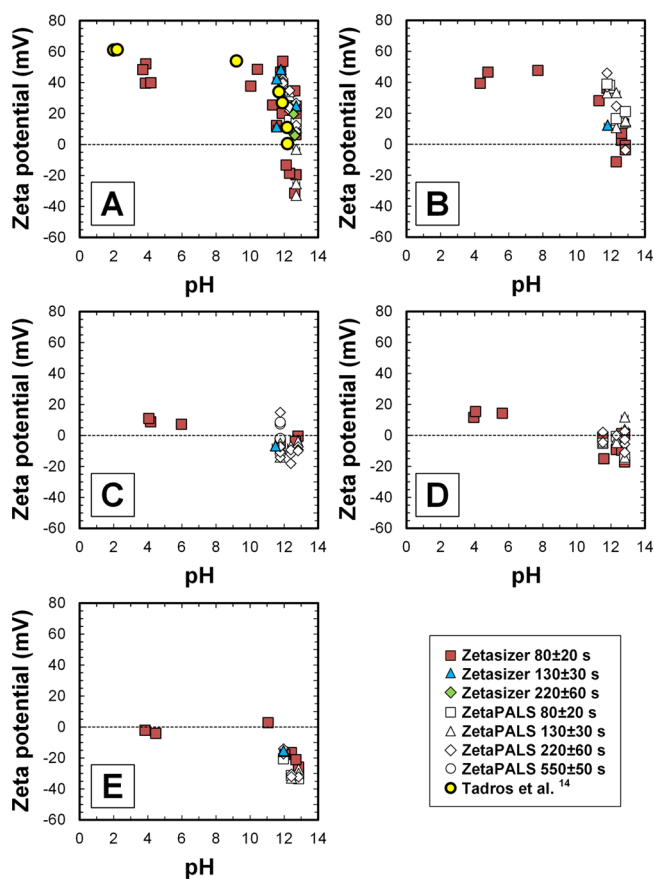 80
60
40
20
0
-20
-40
-60
Zeta potential (mV)
A
0 2 4 6 8 10 12 14
pH
80
60
40
20
0
-20
-40
-60
Zeta potential (mV)
B
0 2 4 6 8 10 12 14
pH
80
60
40
20
0
-20
-40
-60
Zeta potential (mV)
C
0 2 4 6 8 10 12 14
pH
80
60
40
20
0
-20
-40
-60
Zeta potential (mV)
D
0 2 4 6 8 10 12 14
pH
80
60
40
20
0
-20
-40
-60
Zeta potential (mV)
E
0 2 4 6 8 10 12 14
pH
Zetasizer 80±20 s
Zetasizer 130±30 s
Zetasizer 220±60 s
ZetaPALS 80±20 s
ZetaPALS 130±30 s
ZetaPALS 220±60 s
ZetaPALS 550±50 s
Tadros et al. 14